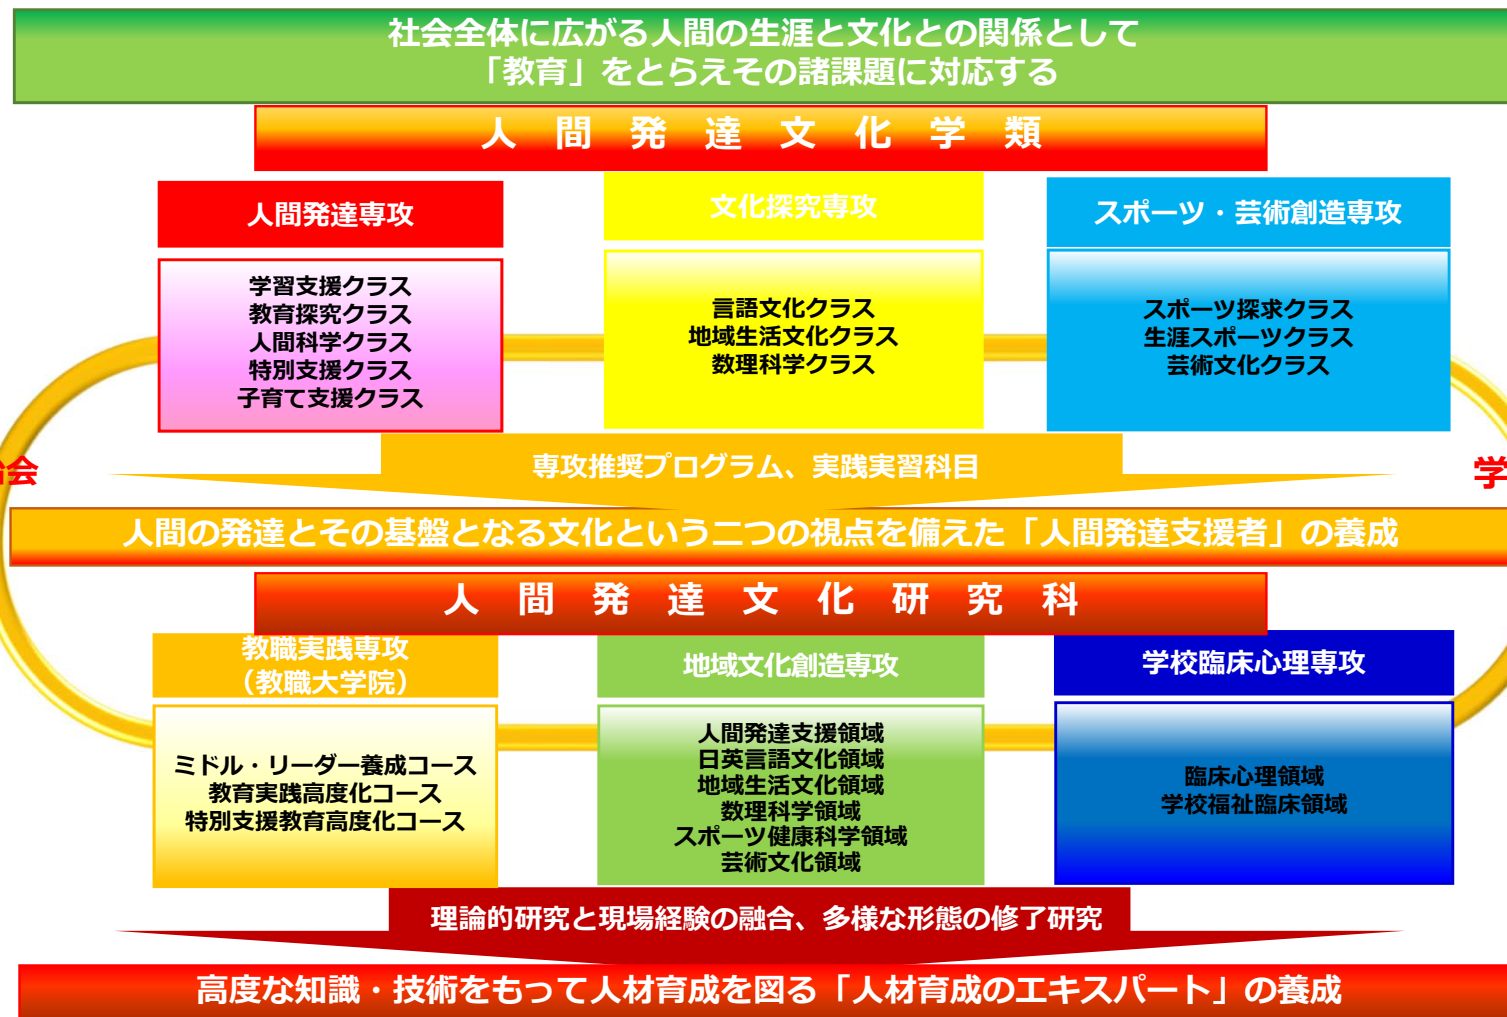 社会全体に広がる人間の生涯と文化との関係として
「教育」をとらえその諸課題に対応する
人間発達文化学類
人間発達専攻
文化探究専攻
スポーツ・芸術創造専攻
学習支援クラス
教育探究クラス
人間科学クラス
特別支援クラス
子育て支援クラス
言語文化クラス
地域生活文化クラス
数理科学クラス
スポーツ探求クラス
生涯スポーツクラス
芸術文化クラス
会
学
専攻推奨プログラム、実践実習科目
人間の発達とその基盤となる文化という二つの視点を備えた「人間発達支援者」の養成
人間発達文化研究科
教職実践専攻
（教職大学院）
地域文化創造専攻
学校臨床心理専攻
ミドル・リーダー養成コース
教育実践高度化コース
特別支援教育高度化コース
人間発達支援領域
日英言語文化領域
地域生活文化領域
数理科学領域
スポーツ健康科学領域
芸術文化領域
臨床心理領域
学校福祉臨床領域
理論的研究と現場経験の融合、多様な形態の修了研究
高度な知識・技術をもって人材育成を図る「人材育成のエキスパート」の養成